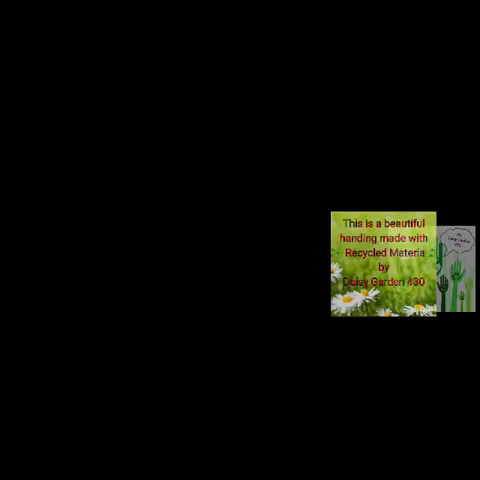 This is a beautiful
handing made with
Recycled Materia
by
Daisy Garden 430